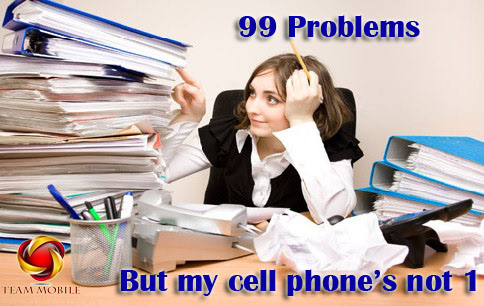 99 Problems
TEAM MOBILE
But my cell phone's not 1